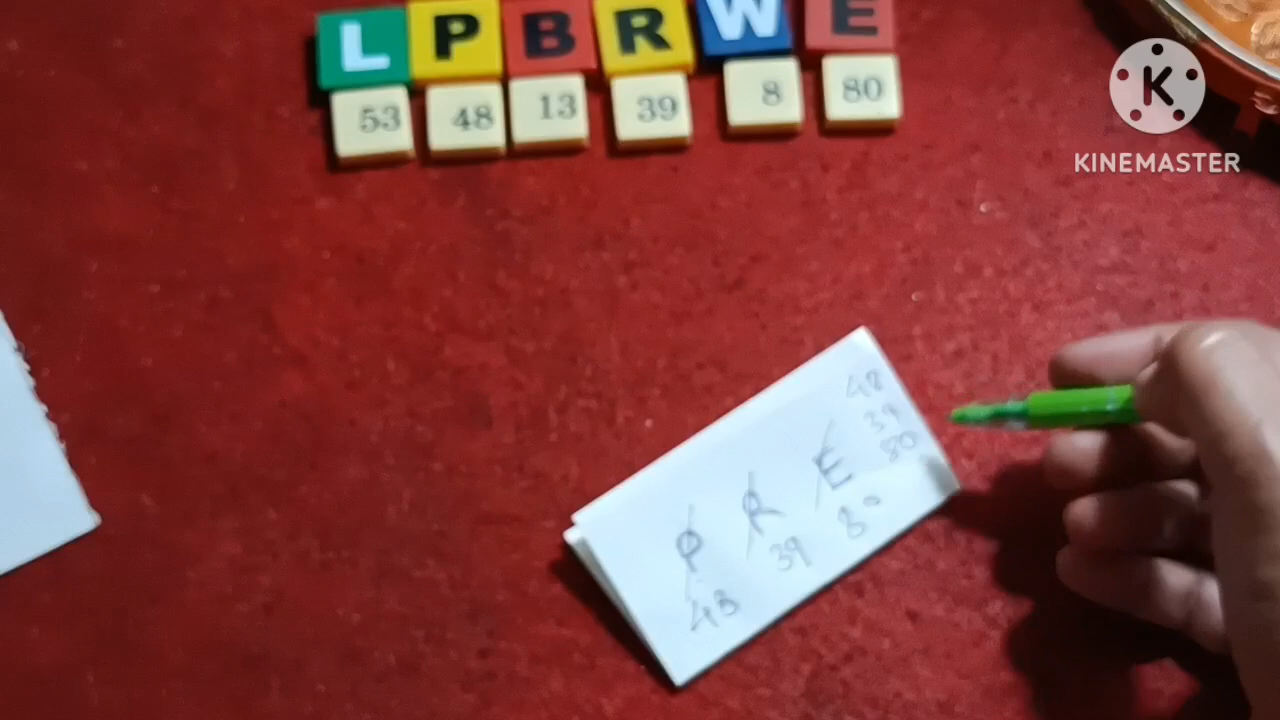 L P B R W E
53 48 13 39 8 80
K
KINEMASTER
48
39
80
P R E
48 39 80